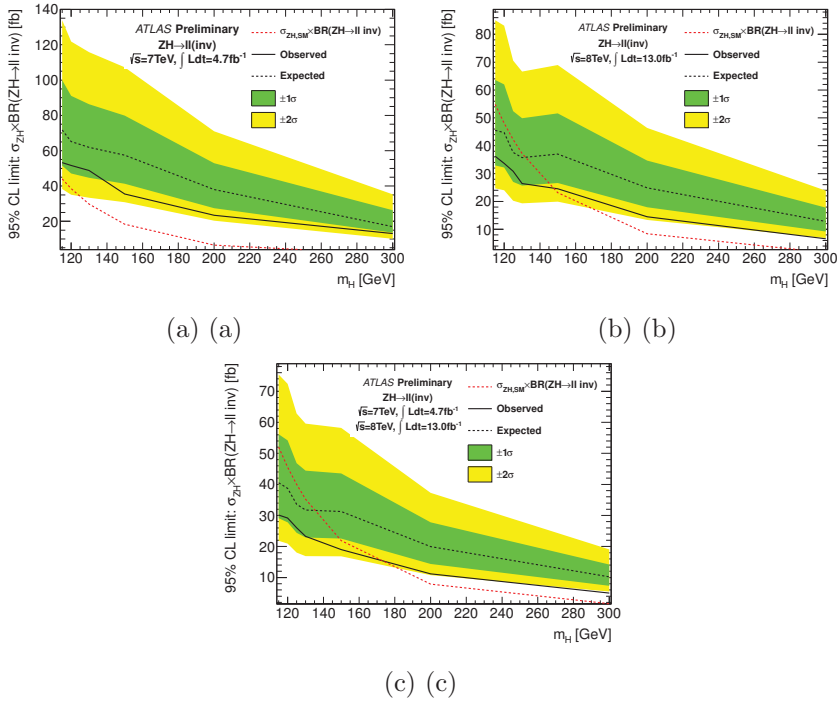 95% CL limit: σZH×BR(ZH→ll inv) [fb]
140
120
100
80
60
40
20
ATLAS Preliminary
ZH→ll(inv)
√s=7TeV, ∫ Ldt=4.7fb-1
σZH,SM×BR(ZH→ll inv)
Observed
Expected
±1σ
±2σ
120 140 160 180 200 220 240 260 280 300
mH [GeV]
(a) (a)
95% CL limit: σZH×BR(ZH→ll inv) [fb]
80
70
60
50
40
30
20
10
ATLAS Preliminary
ZH→ll(inv)
√s=8TeV, ∫ Ldt=13.0fb-1
σZH,SM×BR(ZH→ll inv)
Observed
Expected
±1σ
±2σ
120 140 160 180 200 220 240 260 280 300
mH [GeV]
(b) (b)
95% CL limit: σZH×BR(ZH→ll inv) [fb]
70
60
50
40
30
20
10
ATLAS Preliminary
ZH→ll(inv)
√s=7TeV, ∫ Ldt=4.7fb-1
√s=8TeV, ∫ Ldt=13.0fb-1
σZH,SM×BR(ZH→ll inv)
Observed
Expected
±1σ
±2σ
120 140 160 180 200 220 240 260 280 300
mH [GeV]
(c) (c)